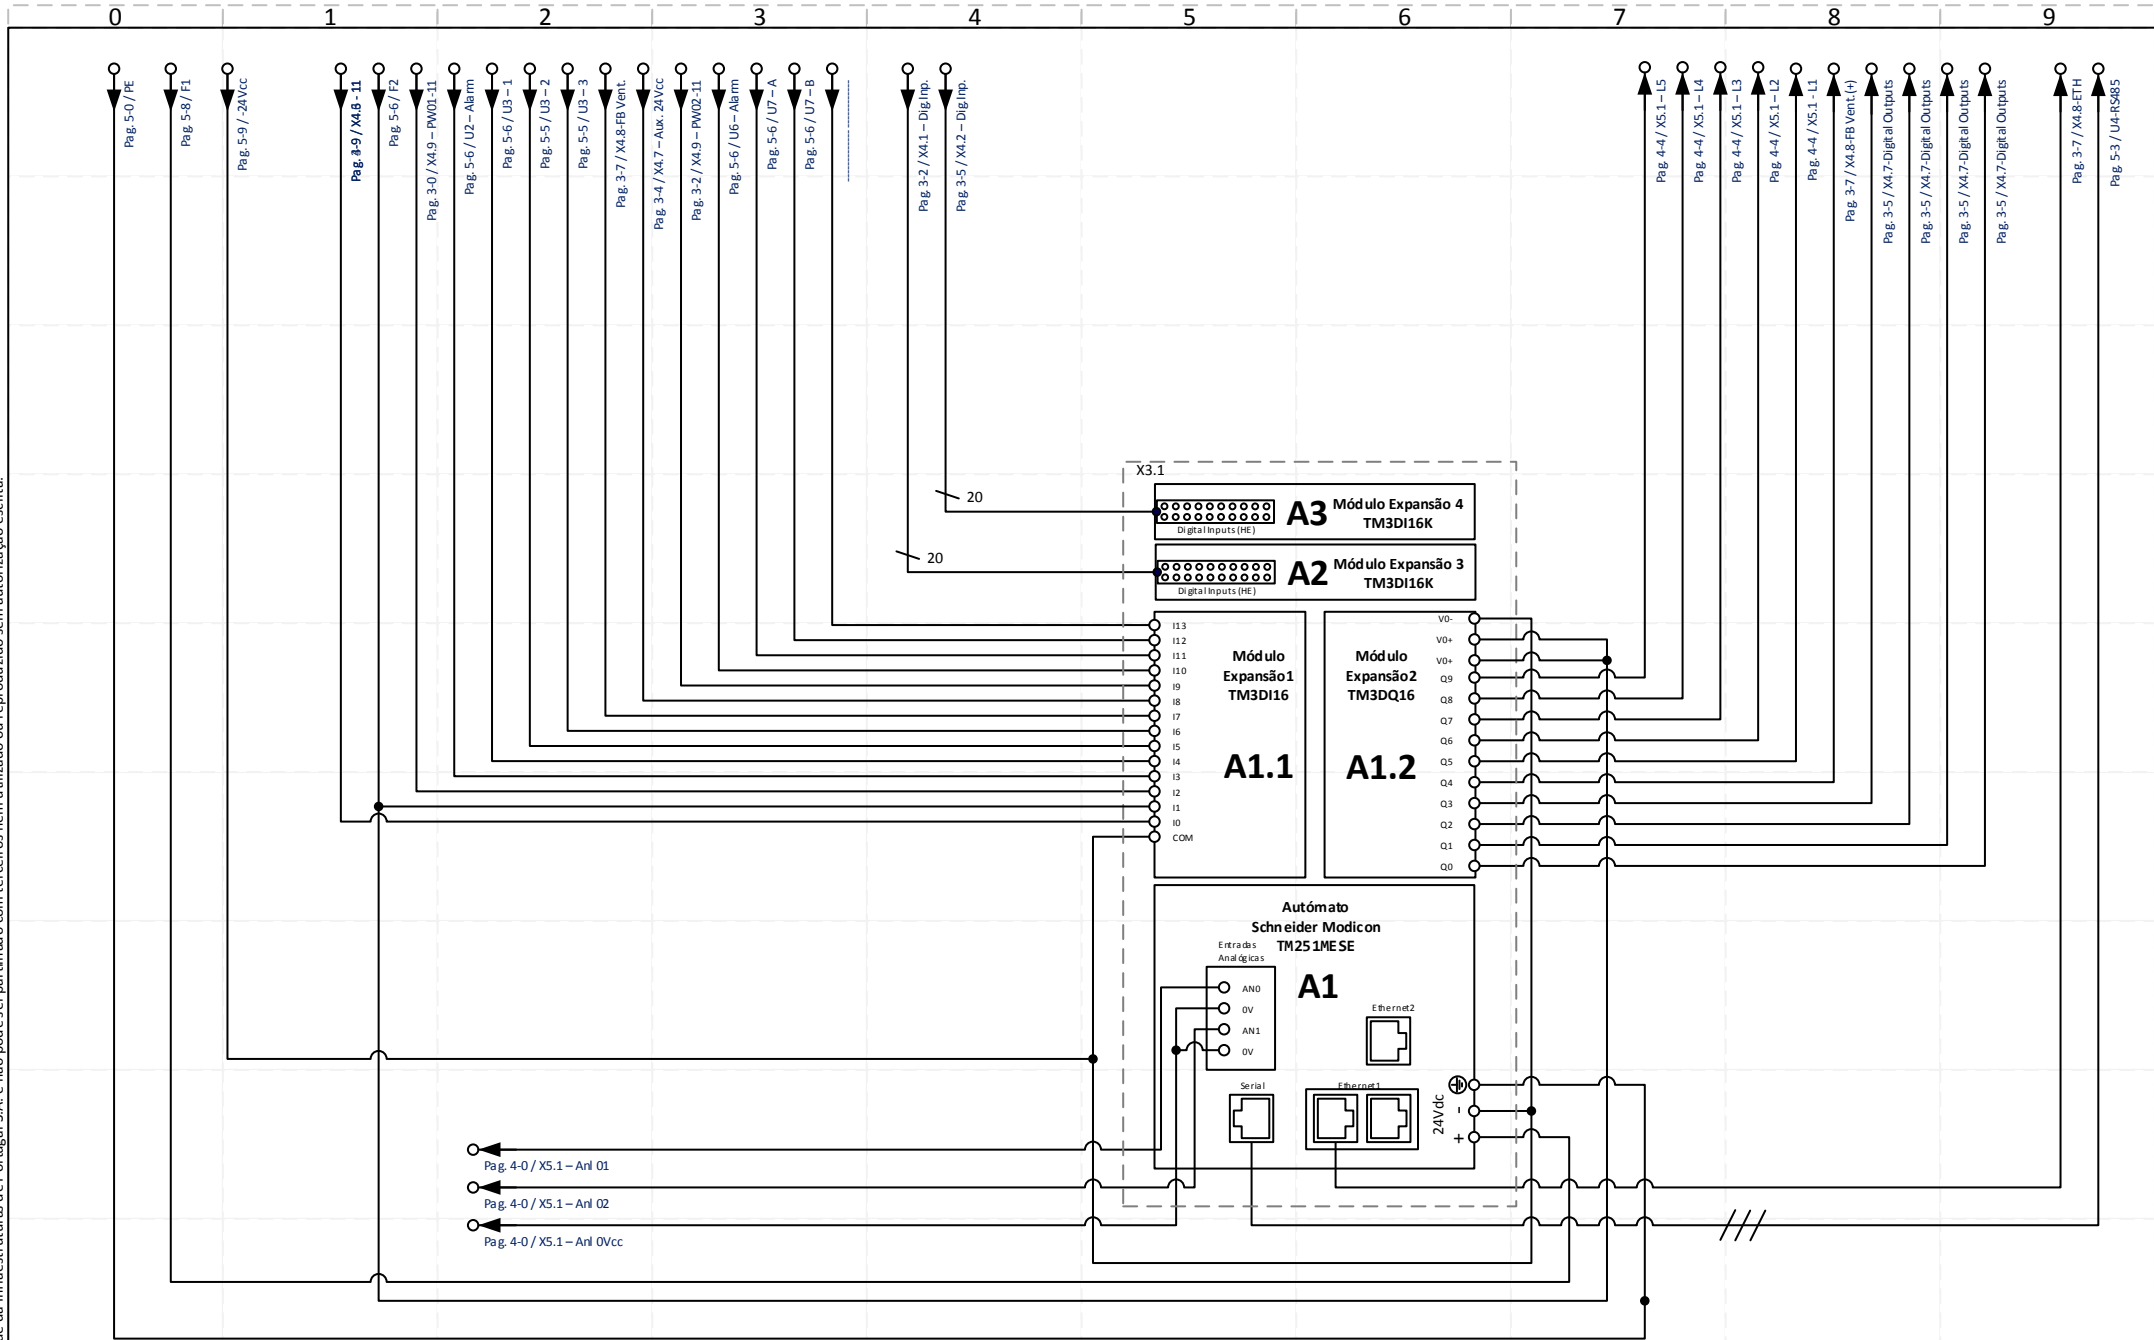 0 1 2 3 4 5 6 7 8 9
Pag. 5-0 / PE
Pag. 5-8 / F1
Pag. 5-9 / -24Vcc
Pag. 5-6 / F2
Pag. 3-0 / X4.9 – PW01-11
Pag. 5-6 / U2 – Alarm
Pag. 5-6 / U3 – 1
Pag. 5-5 / U3 – 2
Pag. 5-5 / U3 – 3
Pag. 3-7 / X4.8-FB Vent.
Pag. 3-4 / X4.7 – Aux. 24Vcc
Pag. 3-2 / X4.9 – PW02-11
Pag. 5-6 / U6 – Alarm
Pag. 5-6 / U7 – A
Pag. 5-6 / U7 – B
Pag. 3-2 / X4.1 – Dig.Inp.
Pag. 3-5 / X4.2 – Dig.Inp.
Pag. 4-4 / X5.1 – L5
Pag. 4-4 / X5.1 – L4
Pag. 4-4 / X5.1 – L3
Pag. 4-4 / X5.1 – L2
Pag. 4-4 / X5.1 - L1
Pag. 3-7 / X4.8-FB Vent.(+)
Pag. 3-5 / X4.7-Digital Outputs
Pag. 3-5 / X4.7-Digital Outputs
Pag. 3-5 / X4.7-Digital Outputs
Pag. 3-5 / X4.7-Digital Outputs
Pag. 3-7 / X4.8-ETH
Pag. 5-3 / U4-RS485
X3.1
20
A3
Módulo Expansão 4
TM3DI16K
Digital Inputs (HE)
20
A2
Módulo Expansão 3
TM3DI16K
Digital Inputs (HE)
I13
I12
I11
I10
I9
I8
I7
I6
I5
I4
I3
I2
I1
I0
COM
Módulo
Expansão1
TM3DI16
A1.1
Módulo
Expansão2
TM3DQ16
A1.2
V0-
V0+
V0+
Q9
Q8
Q7
Q6
Q5
Q4
Q3
Q2
Q1
Q0
Autómato
Schneider Modicon
TM251MESE
A1
Entradas
Analógicas
AN0
0V
AN1
0V
Ethernet2
Serial
Ethernet1
24Vdc
-
+
Pag. 4-0 / X5.1 – Anl 01
Pag. 4-0 / X5.1 – Anl 02
Pag. 4-0 / X5.1 – Anl 0Vcc